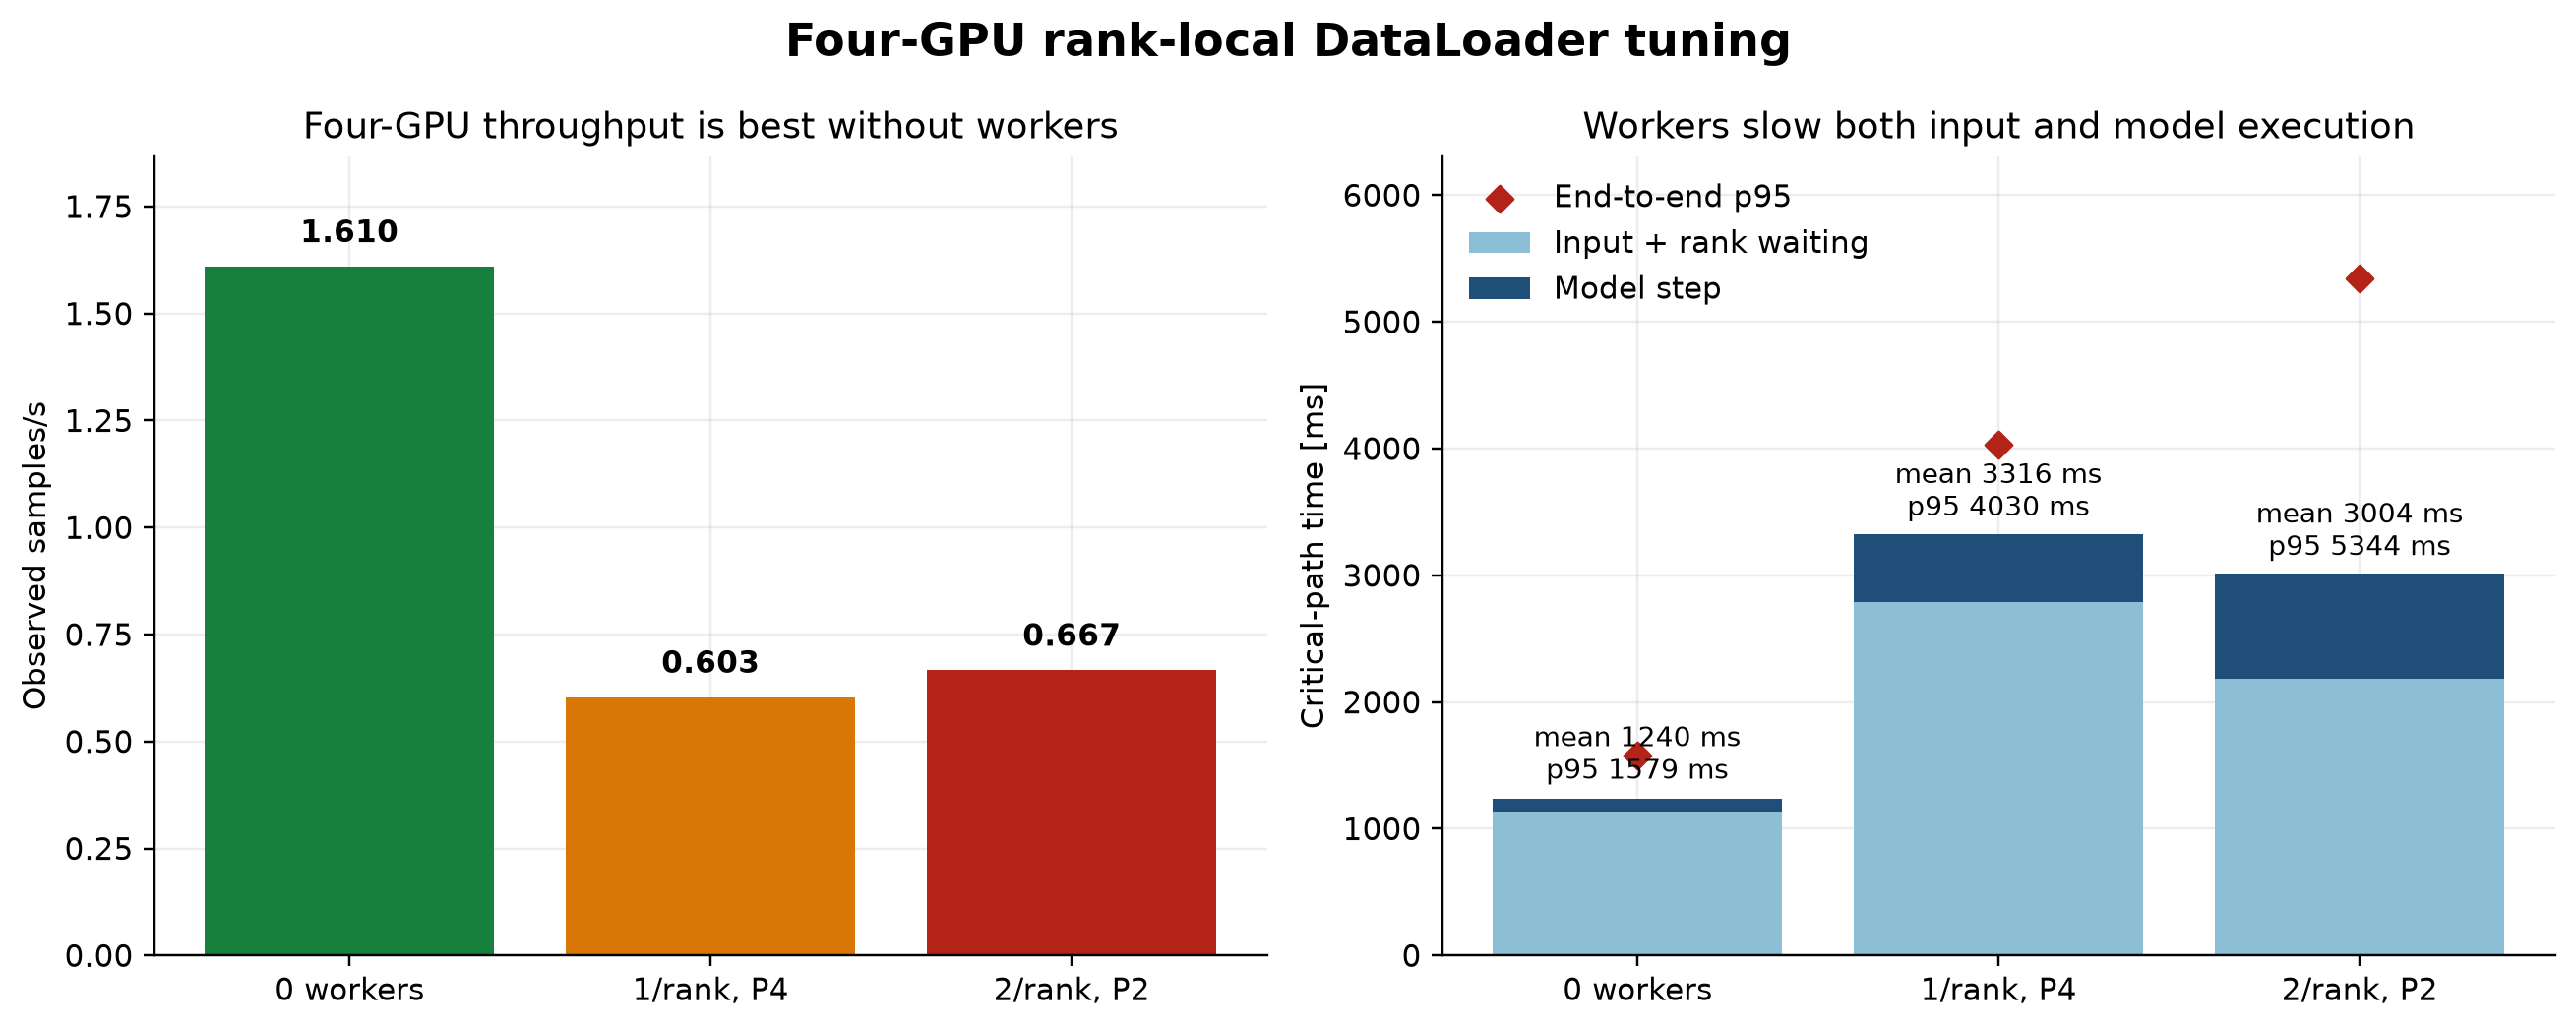 Four-GPU rank-local DataLoader tuning
Four-GPU throughput is best without workers
Observed samples/s
1.75
1.50
1.25
1.00
0.75
0.50
0.25
0.00
1.610
0.603
0.667
0 workers
1/rank, P4
2/rank, P2
Workers slow both input and model execution
Critical-path time [ms]
6000
5000
4000
3000
2000
1000
0
End-to-end p95
Input + rank waiting
Model step
mean 1240 ms
p95 1579 ms
mean 3316 ms
p95 4030 ms
mean 3004 ms
p95 5344 ms
0 workers
1/rank, P4
2/rank, P2